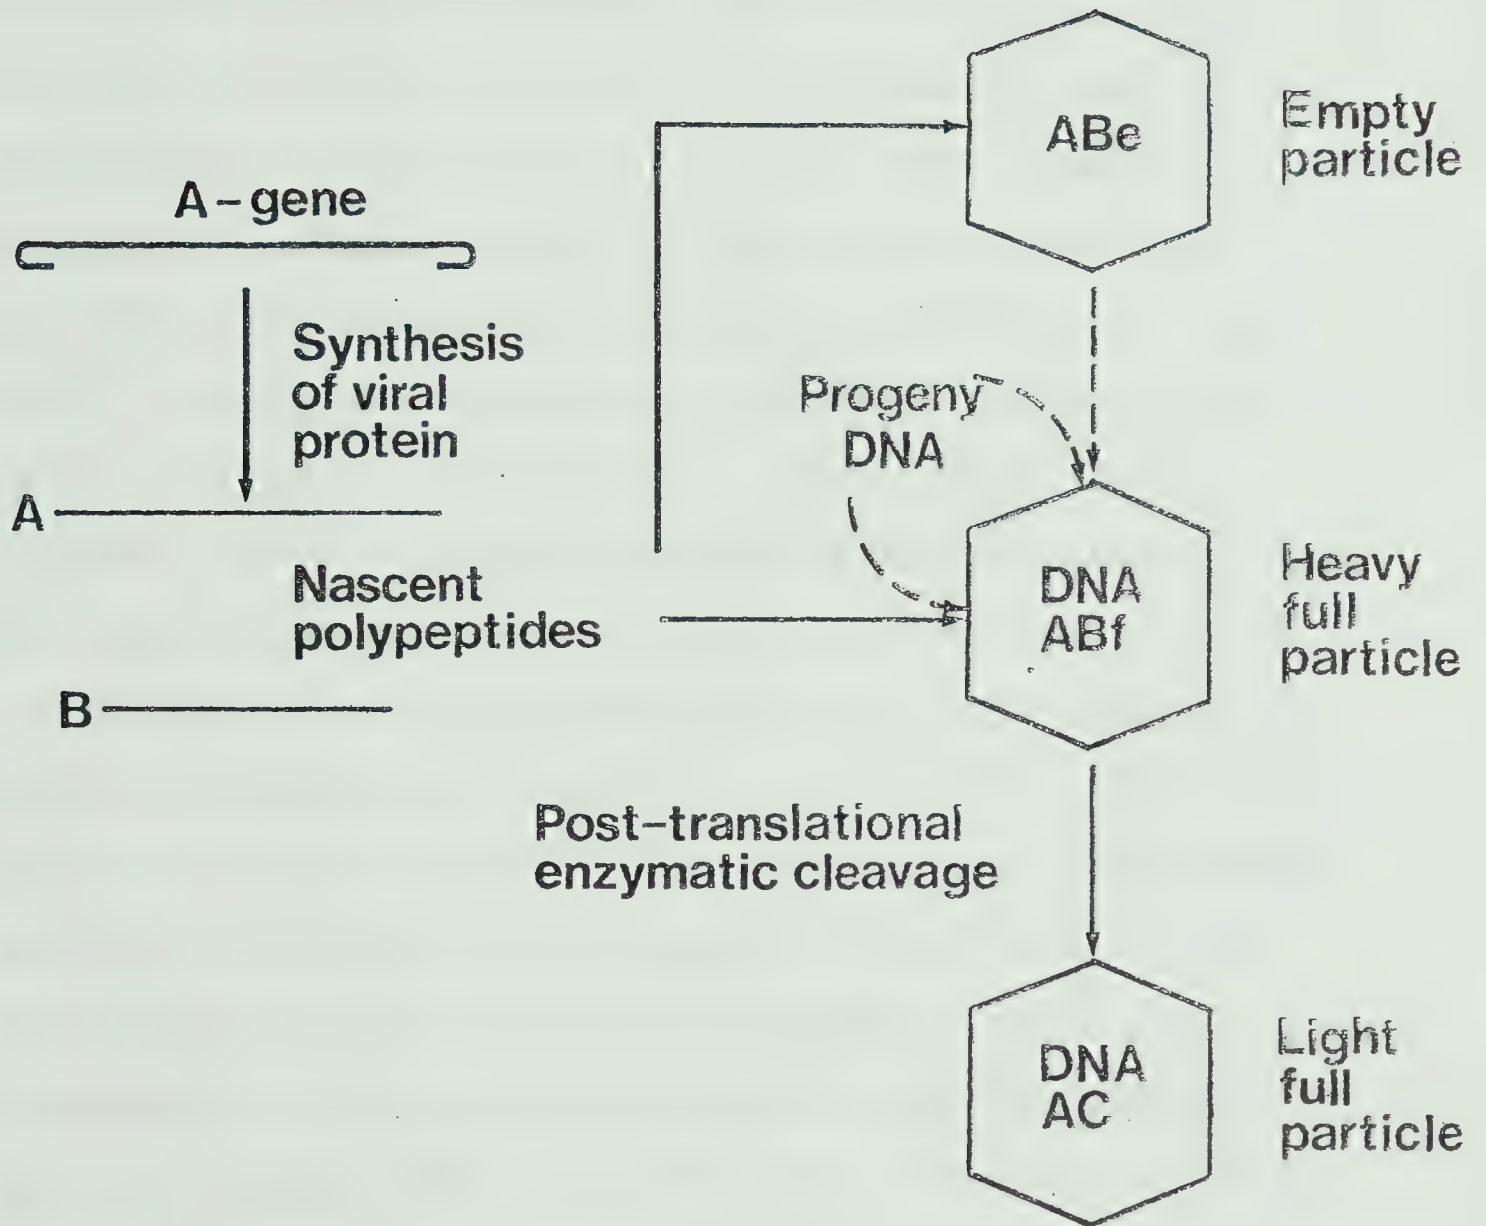 A-gene
Synthesis
of viral
protein
A
Nascent
polypeptides
B
ABe
Empty
particle
Progeny
DNA
DNA
ABf
Heavy
full
particle
Post-translational
enzymatic cleavage
DNA
AC
Light
full
particle